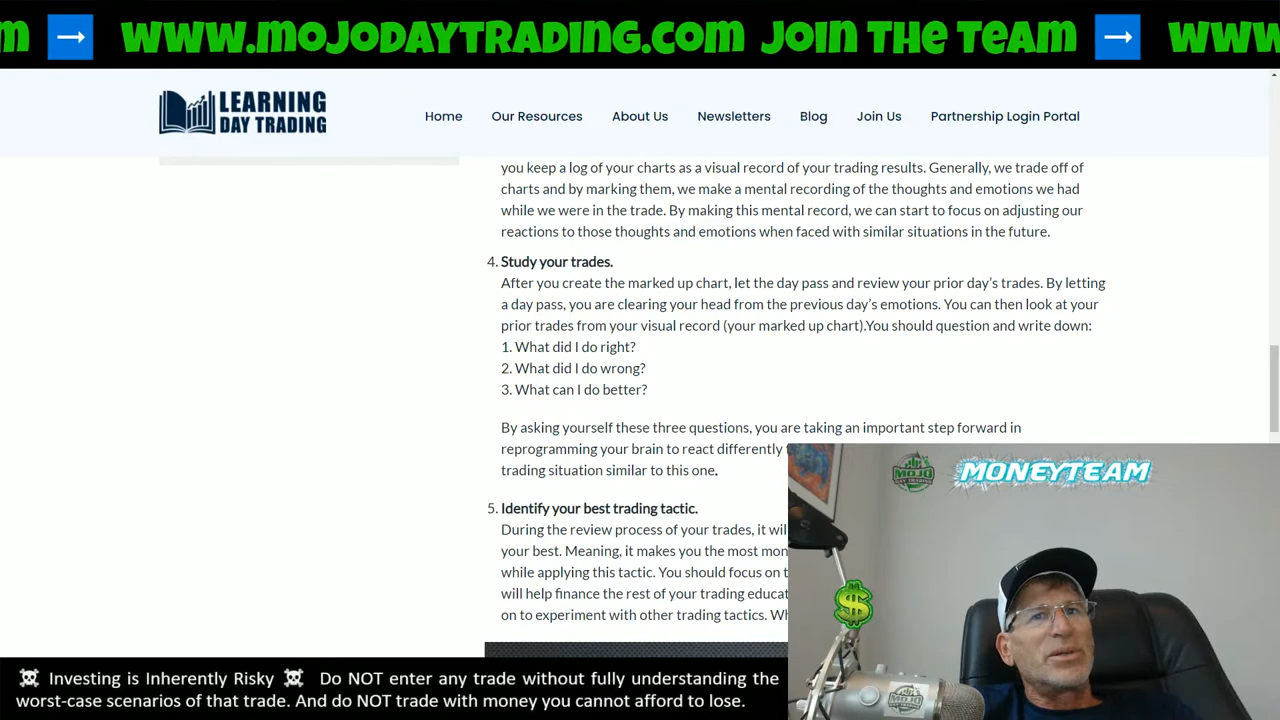 m → www.mojodaytrading.com Join The Team → www
LEARNING
DAY TRADING
Home Our Resources About Us Newsletters Blog Join Us Partnership Login Portal
you keep a log of your charts as a visual record of your trading results. Generally, we trade off of
charts and by marking them, we make a mental recording of the thoughts and emotions we had
while we were in the trade. By making this mental record, we can start to focus on adjusting our
reactions to those thoughts and emotions when faced with similar situations in the future.
4. Study your trades.
After you create the marked up chart, let the day pass and review your prior day's trades. By letting
a day pass, you are clearing your head from the previous day's emotions. You can then look at your
prior trades from your visual record (your marked up chart).You should question and write down:
1. What did I do right?
2. What did I do wrong?
3. What can I do better?
By asking yourself these three questions, you are taking an important step forward in
reprogramming your brain to react differently
trading situation similar to this one.
5. Identify your best trading tactic.
During the review process of your trades, it wil
your best. Meaning, it makes you the most mon
while applying this tactic. You should focus on t
will help finance the rest of your trading educat
on to experiment with other trading tactics. Wh
MOJO
DAY TRADING
MONEYTEAM
$
MOJO
☠ Investing is Inherently Risky ☠ Do NOT enter any trade without fully understanding the
worst-case scenarios of that trade. And do NOT trade with money you cannot afford to lose.